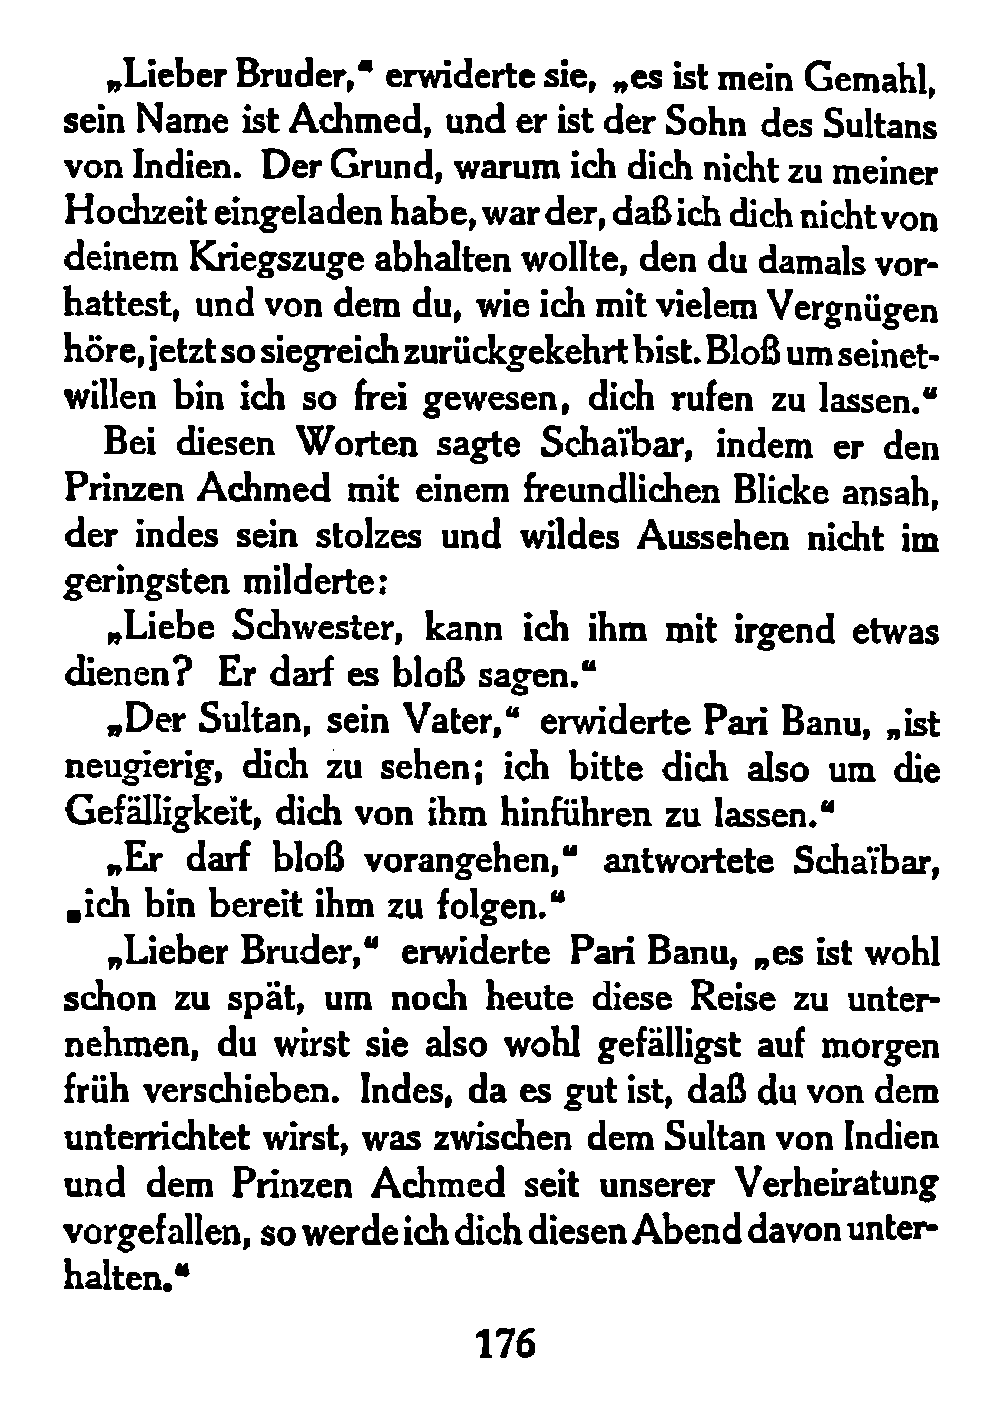 „Lieber Bruder,“ erwiderte sie, „es ist mein Gemahl,
sein Name ist Achmed, und er ist der Sohn des Sultans
von Indien. Der Grund, warum ich dich nicht zu meiner
Hochzeit eingeladen habe, war der, daß ich dich nicht von
deinem Kriegszuge abhalten wollte, den du damals vor-
hattest, und von dem du, wie ich mit vielem Vergnügen
höre, jetzt so siegreich zurückgekehrt bist. Bloß um seinet-
willen bin ich so frei gewesen, dich rufen zu lassen.“
Bei diesen Worten sagte Schaïbar, indem er den
Prinzen Achmed mit einem freundlichen Blicke ansah,
der indes sein stolzes und wildes Aussehen nicht im
geringsten milderte:
„Liebe Schwester, kann ich ihm mit irgend etwas
dienen? Er darf es bloß sagen.“
„Der Sultan, sein Vater,“ erwiderte Pari Banu, „ist
neugierig, dich zu sehen; ich bitte dich also um die
Gefälligkeit, dich von ihm hinführen zu lassen.“
„Er darf bloß vorangehen,“ antwortete Schaïbar,
„ich bin bereit ihm zu folgen.“
„Lieber Bruder,“ erwiderte Pari Banu, „es ist wohl
schon zu spät, um noch heute diese Reise zu unter-
nehmen, du wirst sie also wohl gefälligst auf morgen
früh verschieben. Indes, da es gut ist, daß du von dem
unterrichtet wirst, was zwischen dem Sultan von Indien
und dem Prinzen Achmed seit unserer Verheiratung
vorgefallen, so werde ich dich diesen Abend davon unter-
halten.“
176